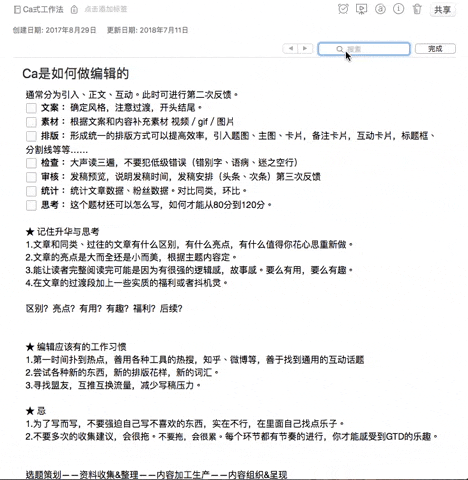 Ca式工作法 点击添加标签 共享
创建日期: 2017年8月29日 更新日期: 2018年7月11日
搜索 完成
Ca是如何做编辑的
通常分为引入、正文、互动。此时可进行第二次反馈。
文案： 确定风格，注意过渡，开头结尾。
素材： 根据文案和内容补充素材 视频 / gif / 图片
排版： 形成统一的排版方式可以提高效率，引入题图、主图、卡片，备注卡片，互动卡片，标题框、
分割线等等……
检查： 大声读三遍，不要犯低级错误（错别字、语病、迷之空行）
审核： 发稿预览，说明发稿时间，发稿安排（头条、次条）第三次反馈
统计： 统计文章数据、粉丝数据。对比同类，环比。
思考： 这个题材还可以怎么写，如何才能从80分到120分。
★ 记住升华与思考
1.文章和同类、过往的文章有什么区别，有什么亮点，有什么值得你花心思重新做。
2.文章的亮点是大而全还是小而美，根据主题内容定。
3.能让读者完整阅读完可能是因为有很强的逻辑感，故事感。要么有用，要么有趣。
4.在文章的过渡段加上一些实质的福利或者抖机灵。
区别？亮点？有用？有趣？福利？后续？
★ 编辑应该有的工作习惯
1.第一时间扑到热点，善用各种工具的热搜，知乎、微博等，善于找到通用的互动话题
2.尝试各种新的东西，新的排版花样，新的词汇。
3.寻找盟友，互推互换流量，减少写稿压力。
★ 忌
1.为了写而写，不要强迫自己写不喜欢的东西，实在不行，在里面自己找点乐子。
2.不要多次的收集建议，会很拖。不要拖，会很累。每个环节都有节奏的进行，你才能感受到GTD的乐趣。
选题策划——资料收集&整理——内容加工生产——内容组织&呈现